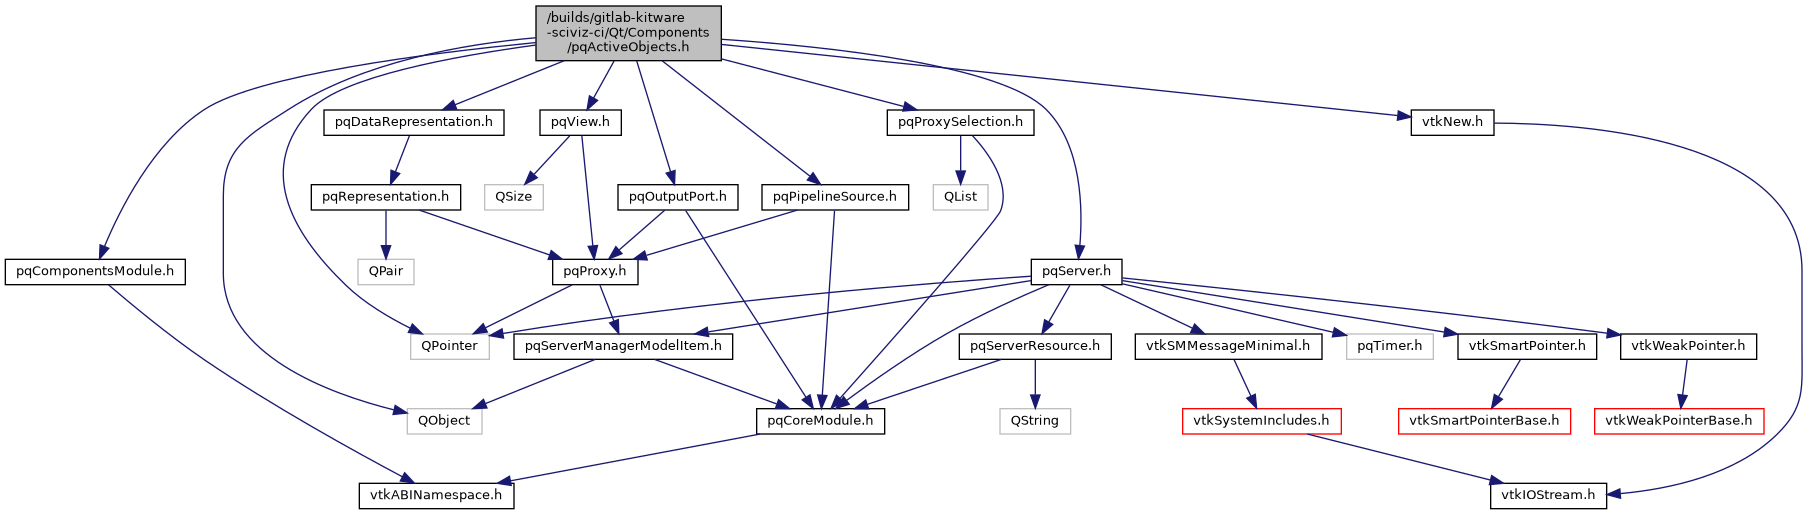 /builds/gitlab-kitware
-sciviz-ci/Qt/Components
/pqActiveObjects.h
pqDataRepresentation.h
pqView.h
pqProxySelection.h
vtkNew.h
pqRepresentation.h
QSize
pqOutputPort.h
pqPipelineSource.h
QList
pqComponentsModule.h
QPair
pqProxy.h
pqServer.h
QPointer
pqServerManagerModelItem.h
pqServerResource.h
vtkSMMessageMinimal.h
pqTimer.h
vtkSmartPointer.h
vtkWeakPointer.h
QObject
pqCoreModule.h
QString
vtkSystemIncludes.h
vtkSmartPointerBase.h
vtkWeakPointerBase.h
vtkABINamespace.h
vtkIOStream.h